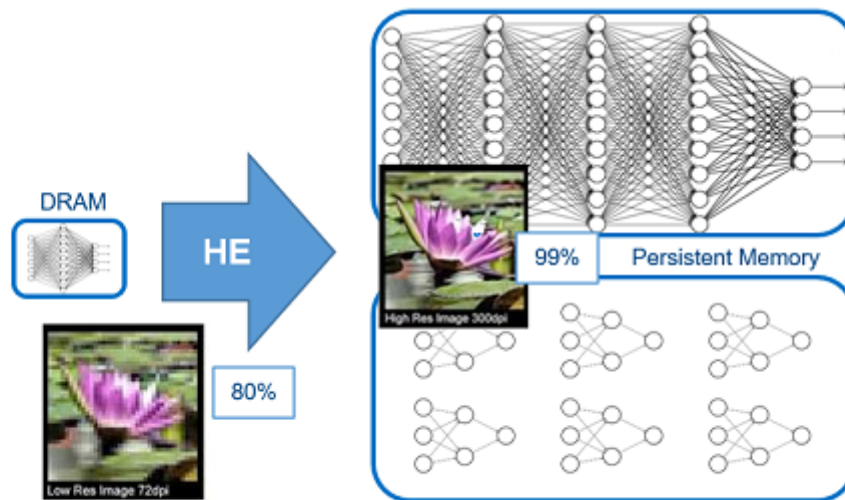 DRAM
HE
99%
Persistent Memory
High Res Image 300dpi
80%
Low Res Image 72dpi